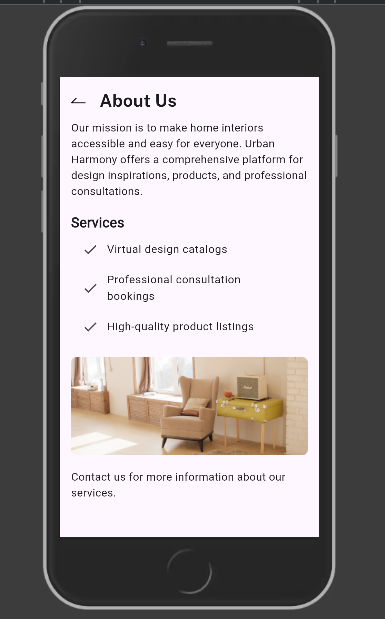 About Us
Our mission is to make home interiors
accessible and easy for everyone. Urban
Harmony offers a comprehensive platform for
design inspirations, products, and professional
consultations.
Services
Virtual design catalogs
Professional consultation
bookings
High-quality product listings
Contact us for more information about our
services.